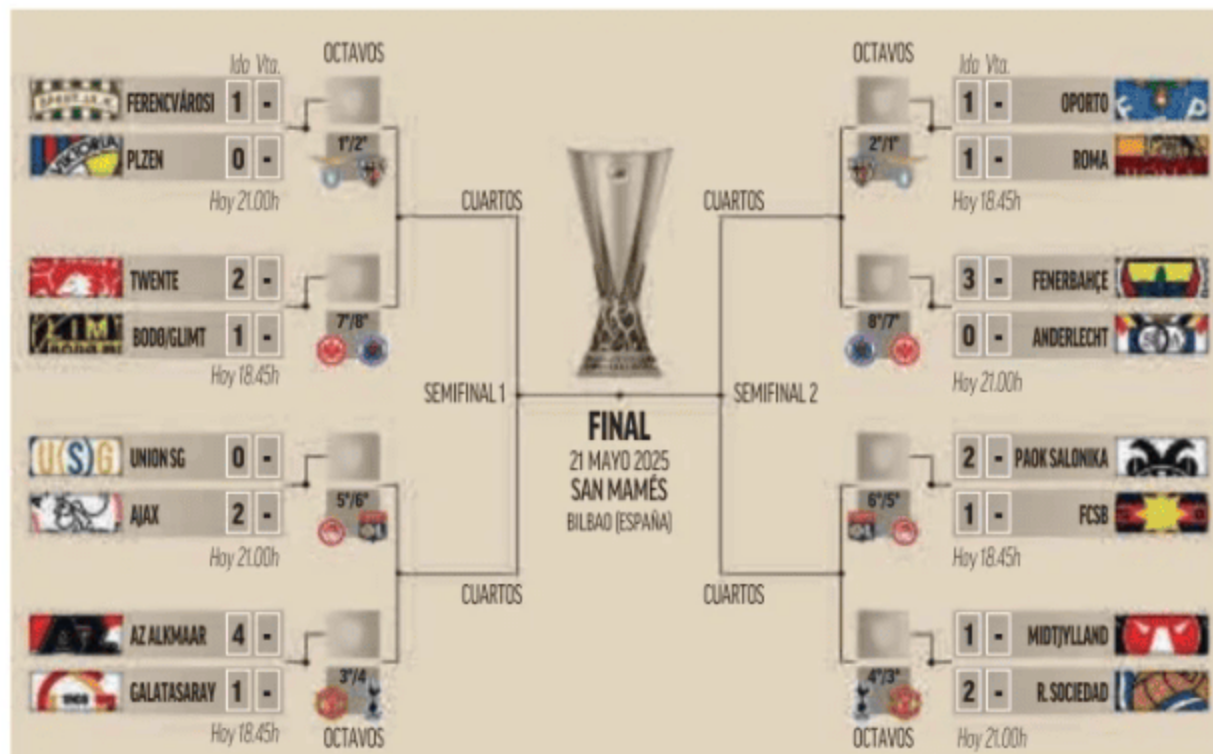 OCTAVOS
Ida Vta.
FERENCVÁROSI 1 -
PLZEN 0 -
Hoy 21.00h
1º/2º
CUARTOS
TWENTE 2 -
BODØ/GLIMT 1 -
Hoy 18.45h
7º/8º
SEMIFINAL 1
UNION SG 0 -
AJAX 2 -
Hoy 21.00h
5º/6º
CUARTOS
AZ ALKMAAR 4 -
GALATASARAY 1 -
Hoy 18.45h
3º/4
OCTAVOS
FINAL
21 MAYO 2025
SAN MAMÉS
BILBAO (ESPAÑA)
OCTAVOS
Ida Vta.
1 - OPORTO
1 - ROMA
Hoy 18.45h
2º/1º
CUARTOS
3 - FENERBAHÇE
0 - ANDERLECHT
Hoy 21.00h
8º/7º
SEMIFINAL 2
2 - PAOK SALONIKA
1 - FCSB
Hoy 18.45h
6º/5º
CUARTOS
1 - MIDTJYLLAND
2 - R. SOCIEDAD
Hoy 21.00h
4º/3º
OCTAVOS